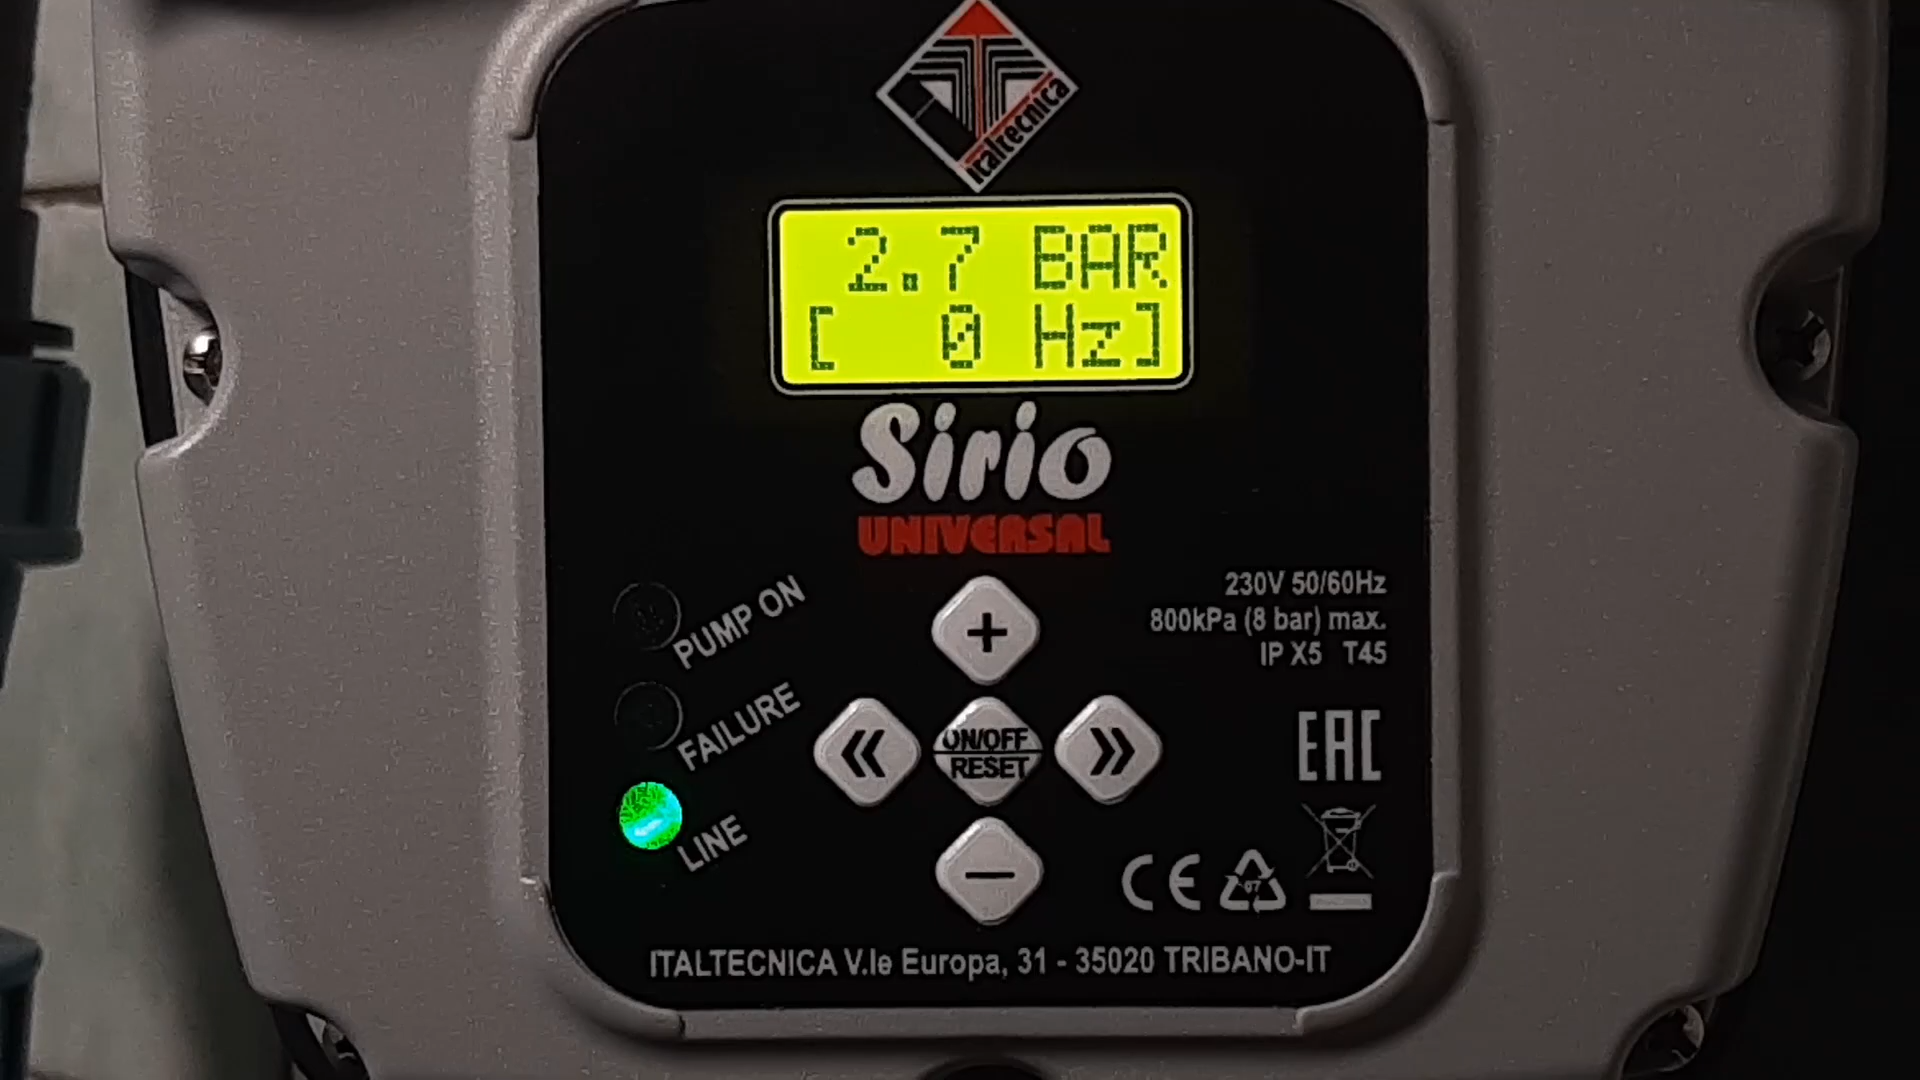 Italtecnica
2.7 BAR
[ 0 Hz]
Sirio
UNIVERSAL
PUMP ON
FAILURE
LINE
+
«
ON/OFF
RESET
»
-
230V 50/60Hz
800kPa (8 bar) max.
IP X5 T45
EAC
CE
07
ITALTECNICA V.le Europa, 31 - 35020 TRIBANO-IT